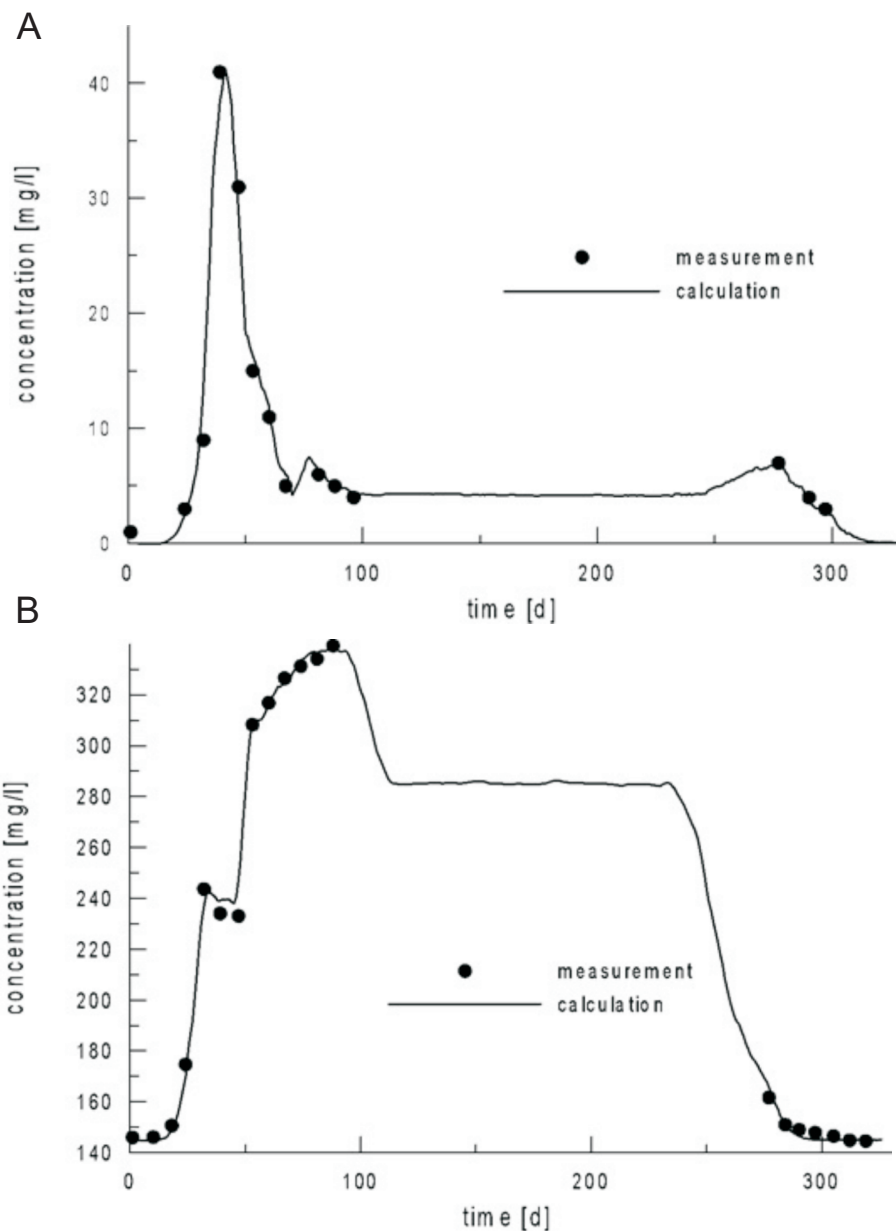 A
concentration [mg/l]
40
30
20
10
0
measurement
calculation
0 100 200 300
time [d]
B
concentration [mg/l]
320
300
280
260
240
220
200
180
160
140
measurement
calculation
0 100 200 300
time [d]